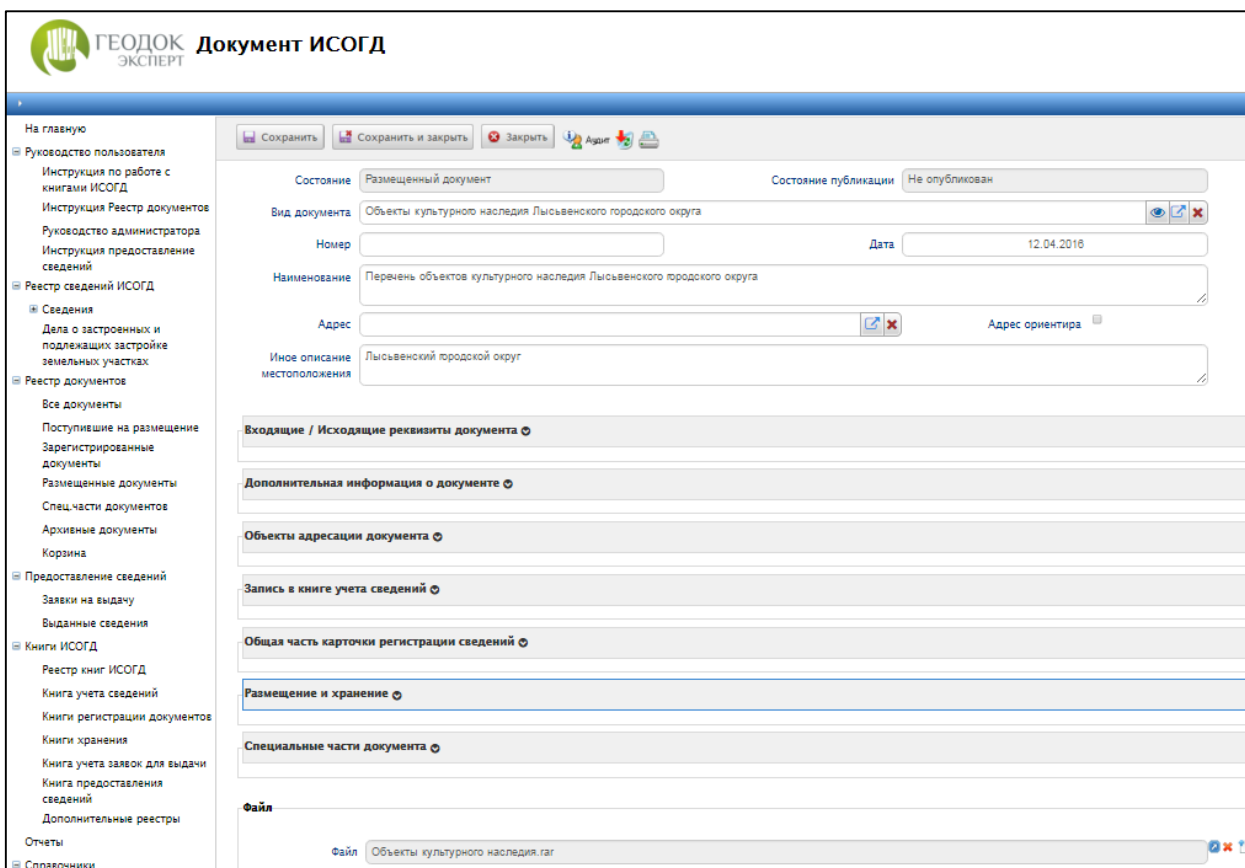 ГЕОДОК
ЭКСПЕРТ
Документ ИСОГД
На главную
Руководство пользователя
Инструкция по работе с
книгами ИСОГД
Инструкция Реестр документов
Руководство администратора
Инструкция предоставление
сведений
Реестр сведений ИСОГД
Сведения
Дела о застроенных и
подлежащих застройке
земельных участках
Реестр документов
Все документы
Поступившие на размещение
Зарегистрированные
документы
Размещенные документы
Спец.части документов
Архивные документы
Корзина
Предоставление сведений
Заявки на выдачу
Выданные сведения
Книги ИСОГД
Реестр книг ИСОГД
Книга учета сведений
Книги регистрации документов
Книги хранения
Книга учета заявок для выдачи
Книга предоставления
сведений
Дополнительные реестры
Отчеты
Справочники
Сохранить Сохранить и закрыть Закрыть Аудит
Состояние Размещенный документ Состояние публикации Не опубликован
Вид документа Объекты культурного наследия Лысьвенского городского округа
Номер Дата 12.04.2016
Наименование Перечень объектов культурного наследия Лысьвенского городского округа
Адрес Адрес ориентира
Иное описание
местоположения Лысьвенский городской округ
Входящие / Исходящие реквизиты документа
Дополнительная информация о документе
Объекты адресации документа
Запись в книге учета сведений
Общая часть карточки регистрации сведений
Размещение и хранение
Специальные части документа
Файл
Файл Объекты культурного наследия.rar